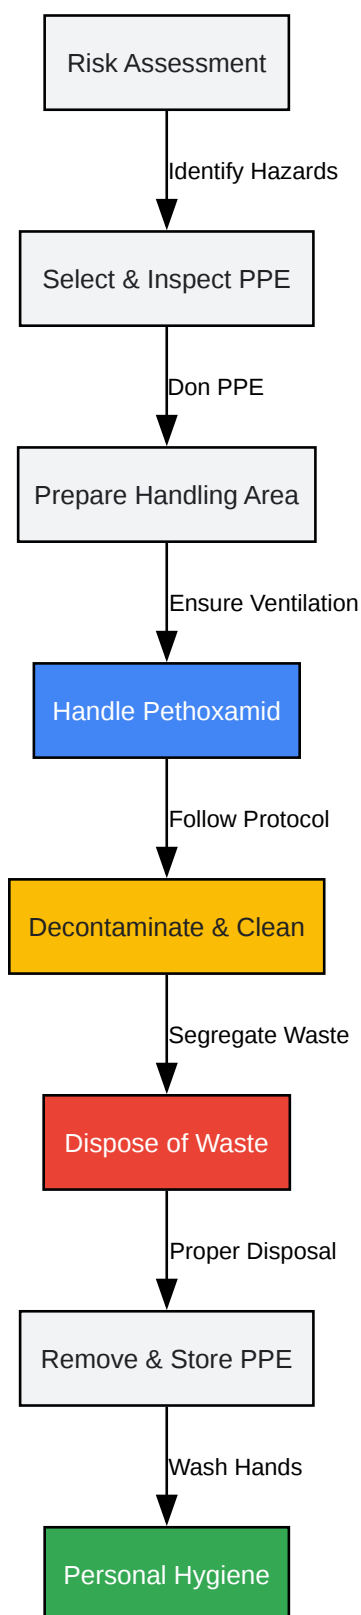 Risk Assessment
Identify Hazards
Select & Inspect PPE
Don PPE
Prepare Handling Area
Ensure Ventilation
Handle Pethoxamid
Follow Protocol
Decontaminate & Clean
Segregate Waste
Dispose of Waste
Proper Disposal
Remove & Store PPE
Wash Hands
Personal Hygiene